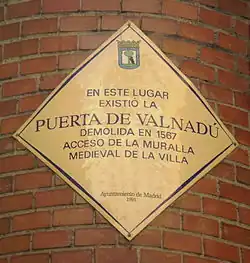 EN ESTE LUGAR
EXISTIÓ LA
PUERTA DE VALNADÚ
DEMOLIDA EN 1567
ACCESO DE LA MURALLA
MEDIEVAL DE LA VILLA
Ayuntamiento de Madrid
1991